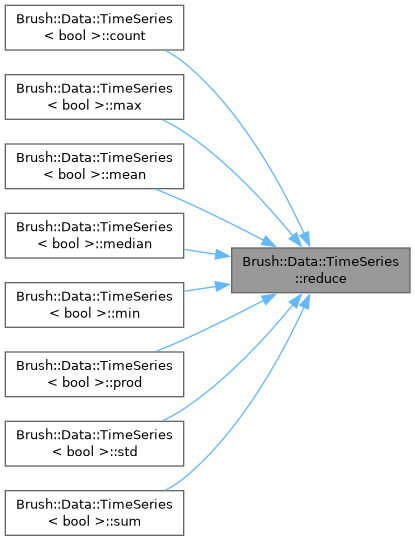 Brush::Data::TimeSeries
< bool >::count
Brush::Data::TimeSeries
< bool >::max
Brush::Data::TimeSeries
< bool >::mean
Brush::Data::TimeSeries
< bool >::median
Brush::Data::TimeSeries
::reduce
Brush::Data::TimeSeries
< bool >::min
Brush::Data::TimeSeries
< bool >::prod
Brush::Data::TimeSeries
< bool >::std
Brush::Data::TimeSeries
< bool >::sum